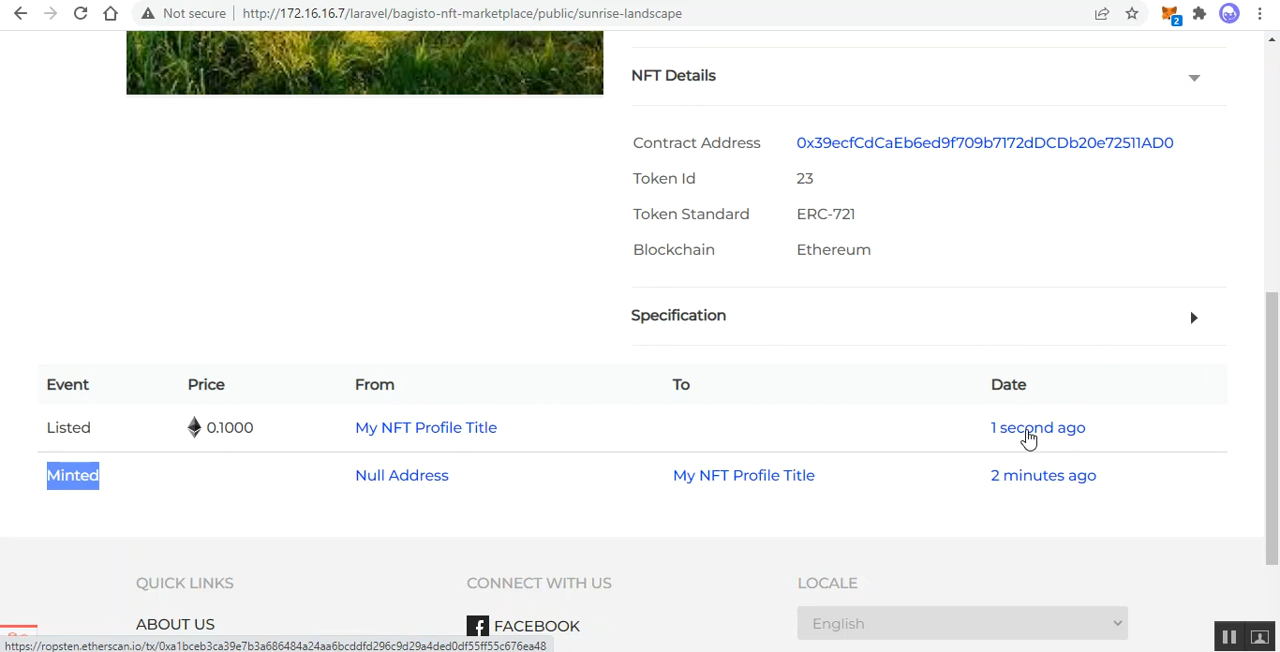 Not secure | http://172.16.16.7/laravel/bagisto-nft-marketplace/public/sunrise-landscape
2
NFT Details
Contract Address 0x39ecfCdCaEb6ed9f709b7172dDCDb20e72511AD0
Token Id 23
Token Standard ERC-721
Blockchain Ethereum
Specification
Event Price From To Date
Listed 0.1000 My NFT Profile Title 1 second ago
Minted Null Address My NFT Profile Title 2 minutes ago
QUICK LINKS CONNECT WITH US LOCALE
ABOUT US FACEBOOK English
https://ropsten.etherscan.io/tx/0xa1bceb3ca39e7b3a686484a24aa6bcddfd296c9d29a4ded0df55ff55c676ea48